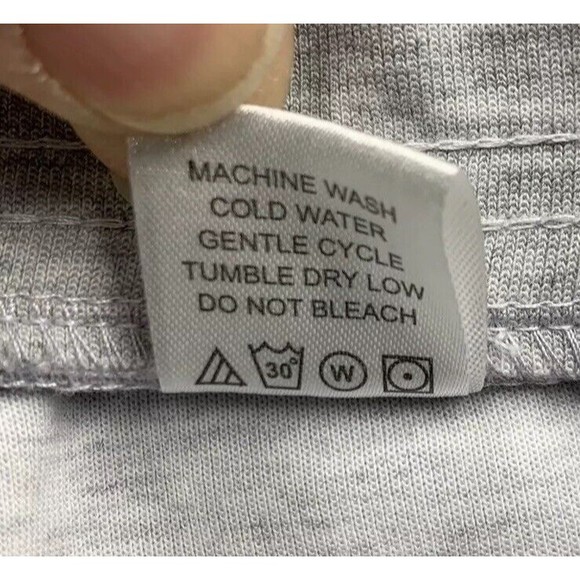 MACHINE WASH
COLD WATER
GENTLE CYCLE
TUMBLE DRY LOW
DO NOT BLEACH
30° W